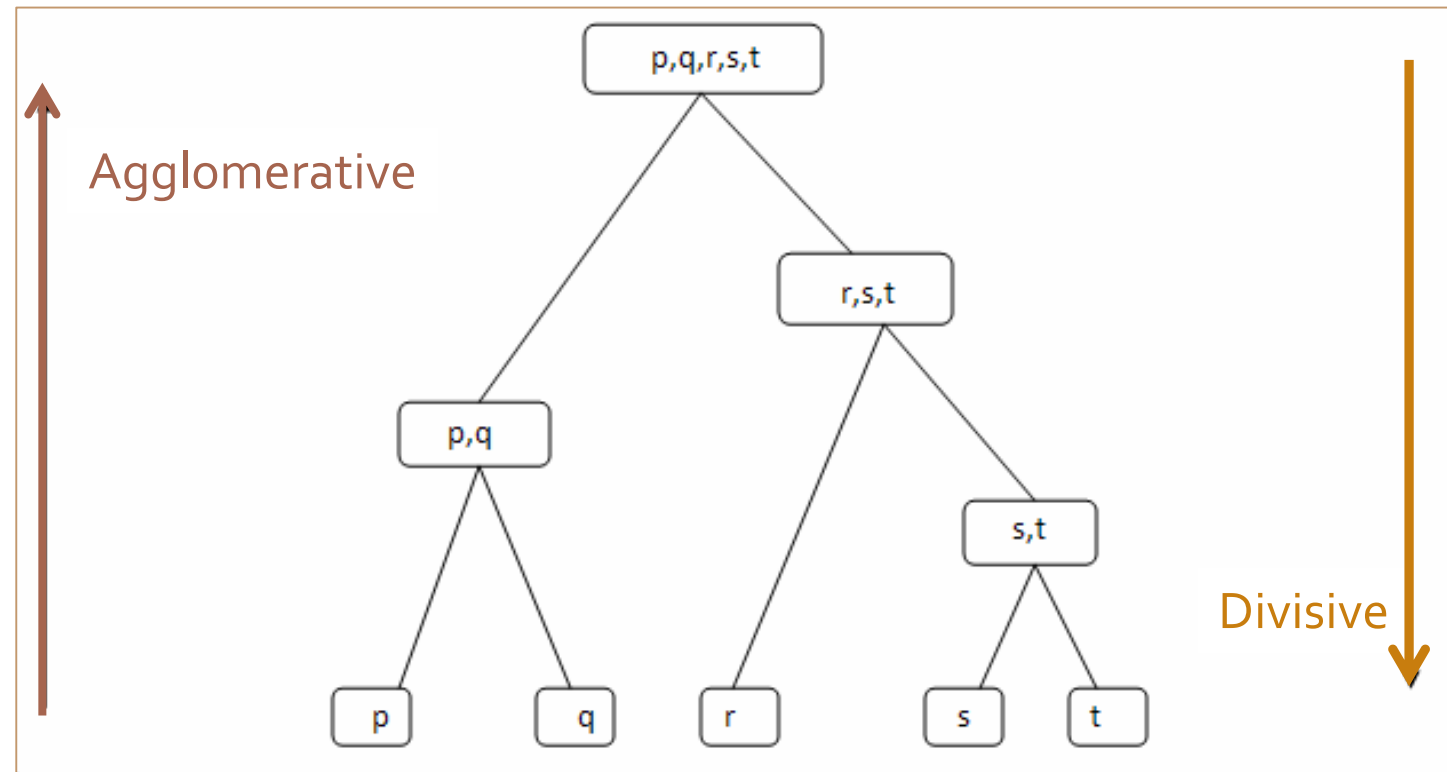 p,q,r,s,t
Agglomerative
r,s,t
p,q
s,t
Divisive
p
q
r
s
t